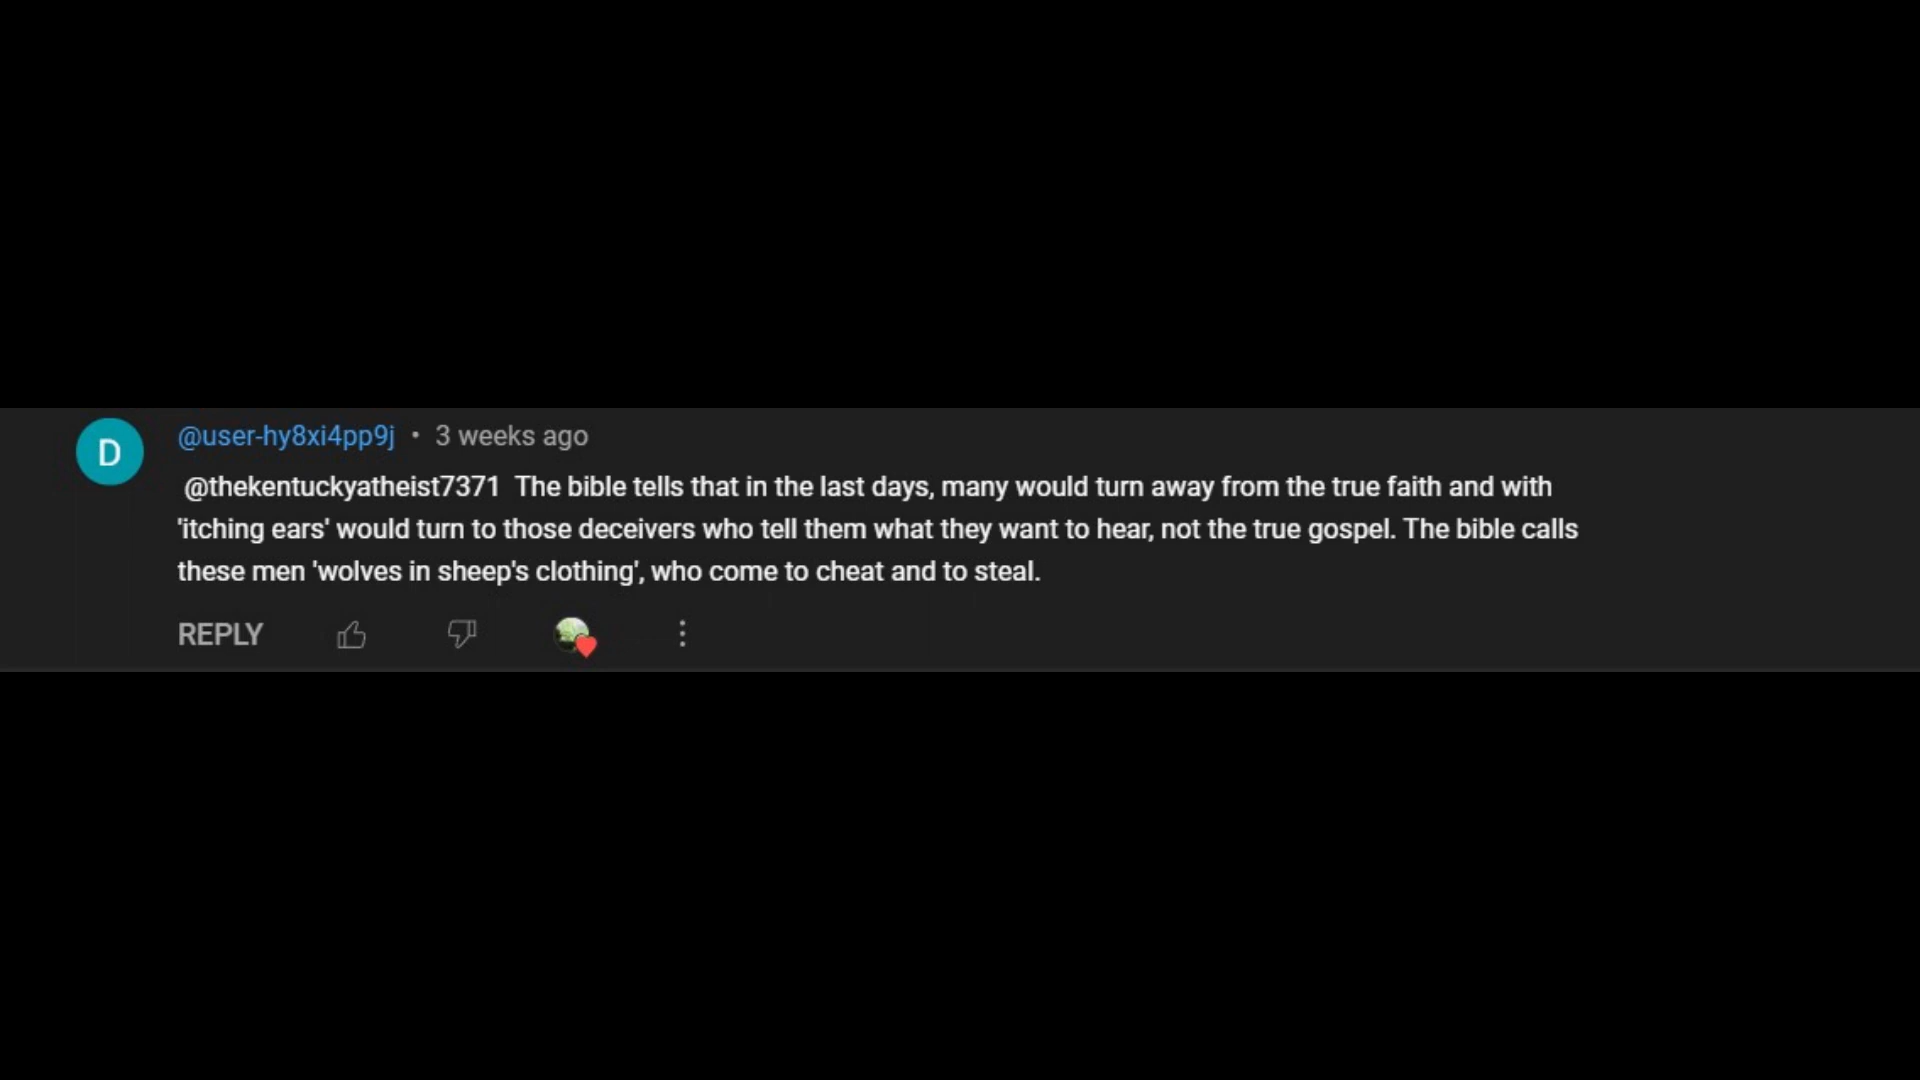 D
@user-hy8xi4pp9j • 3 weeks ago
@thekentuckyatheist7371 The bible tells that in the last days, many would turn away from the true faith and with
'itching ears' would turn to those deceivers who tell them what they want to hear, not the true gospel. The bible calls
these men 'wolves in sheep's clothing', who come to cheat and to steal.
REPLY